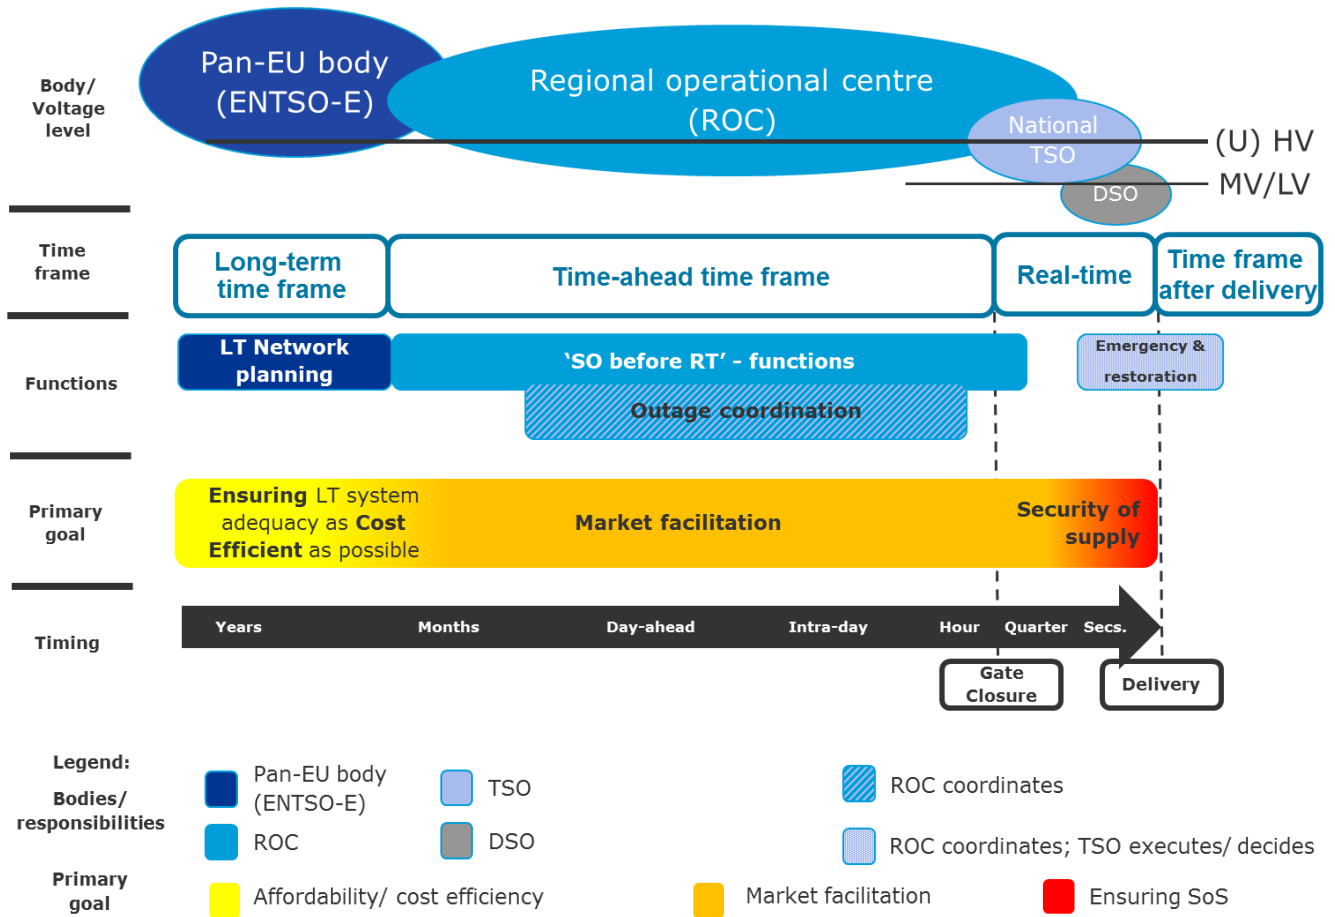 Body/
Voltage
level
Pan-EU body
(ENTSO-E)
Regional operational centre
(ROC)
National
TSO
DSO
(U) HV
MV/LV
Time
frame
Long-term
time frame
Time-ahead time frame
Real-time
Time frame
after delivery
Functions
LT Network
planning
‘SO before RT’ - functions
Outage coordination
Emergency &
restoration
Primary
goal
Ensuring LT system
adequacy as Cost
Efficient as possible
Market facilitation
Security of
supply
Timing
Years
Months
Day-ahead
Intra-day
Hour
Quarter
Secs.
Gate
Closure
Delivery
Legend:
Bodies/
responsibilities
Pan-EU body
(ENTSO-E)
TSO
ROC coordinates
ROC
DSO
ROC coordinates; TSO executes/ decides
Primary
goal
Affordability/ cost efficiency
Market facilitation
Ensuring SoS